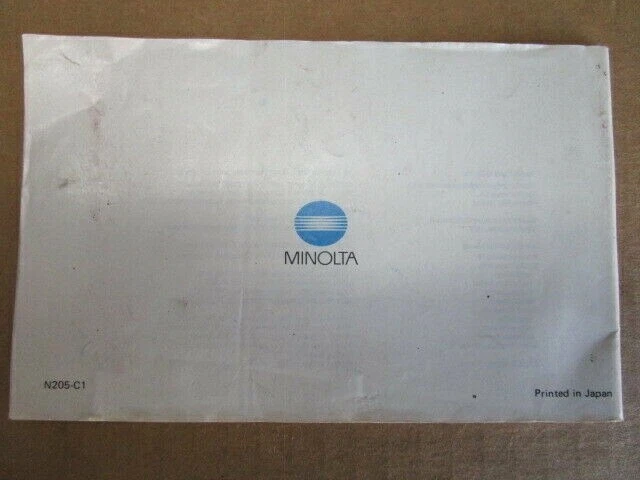 MINOLTA
N205-C1
Printed in Japan